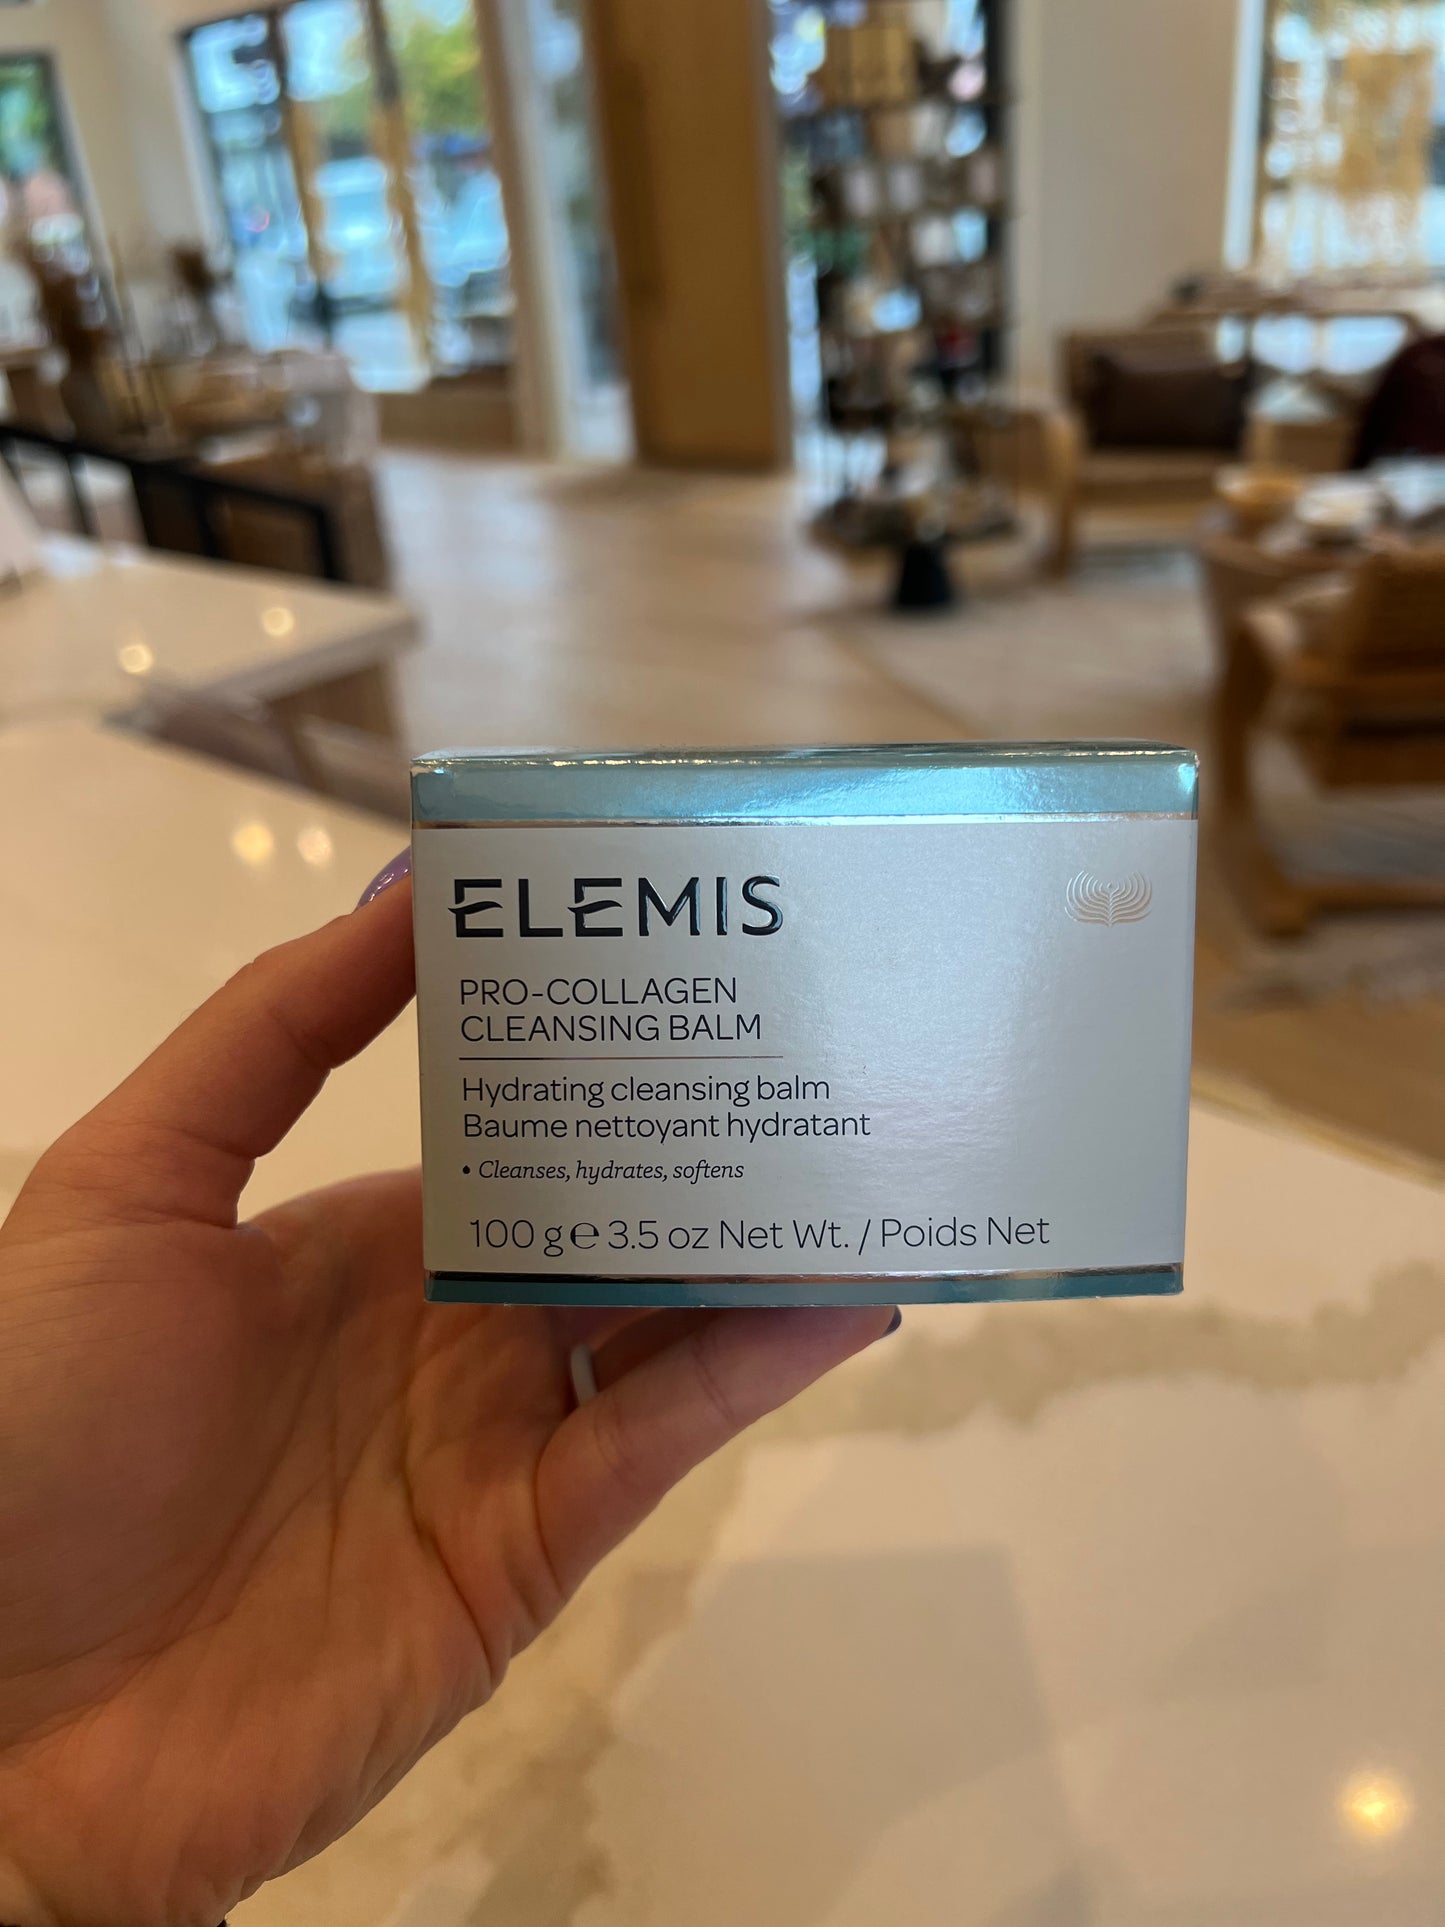 ELEMIS
PRO-COLLAGEN
CLEANSING BALM
Hydrating cleansing balm
Baume nettoyant hydratant
• Cleanses, hydrates, softens
100 g ℮ 3.5 oz Net Wt. / Poids Net